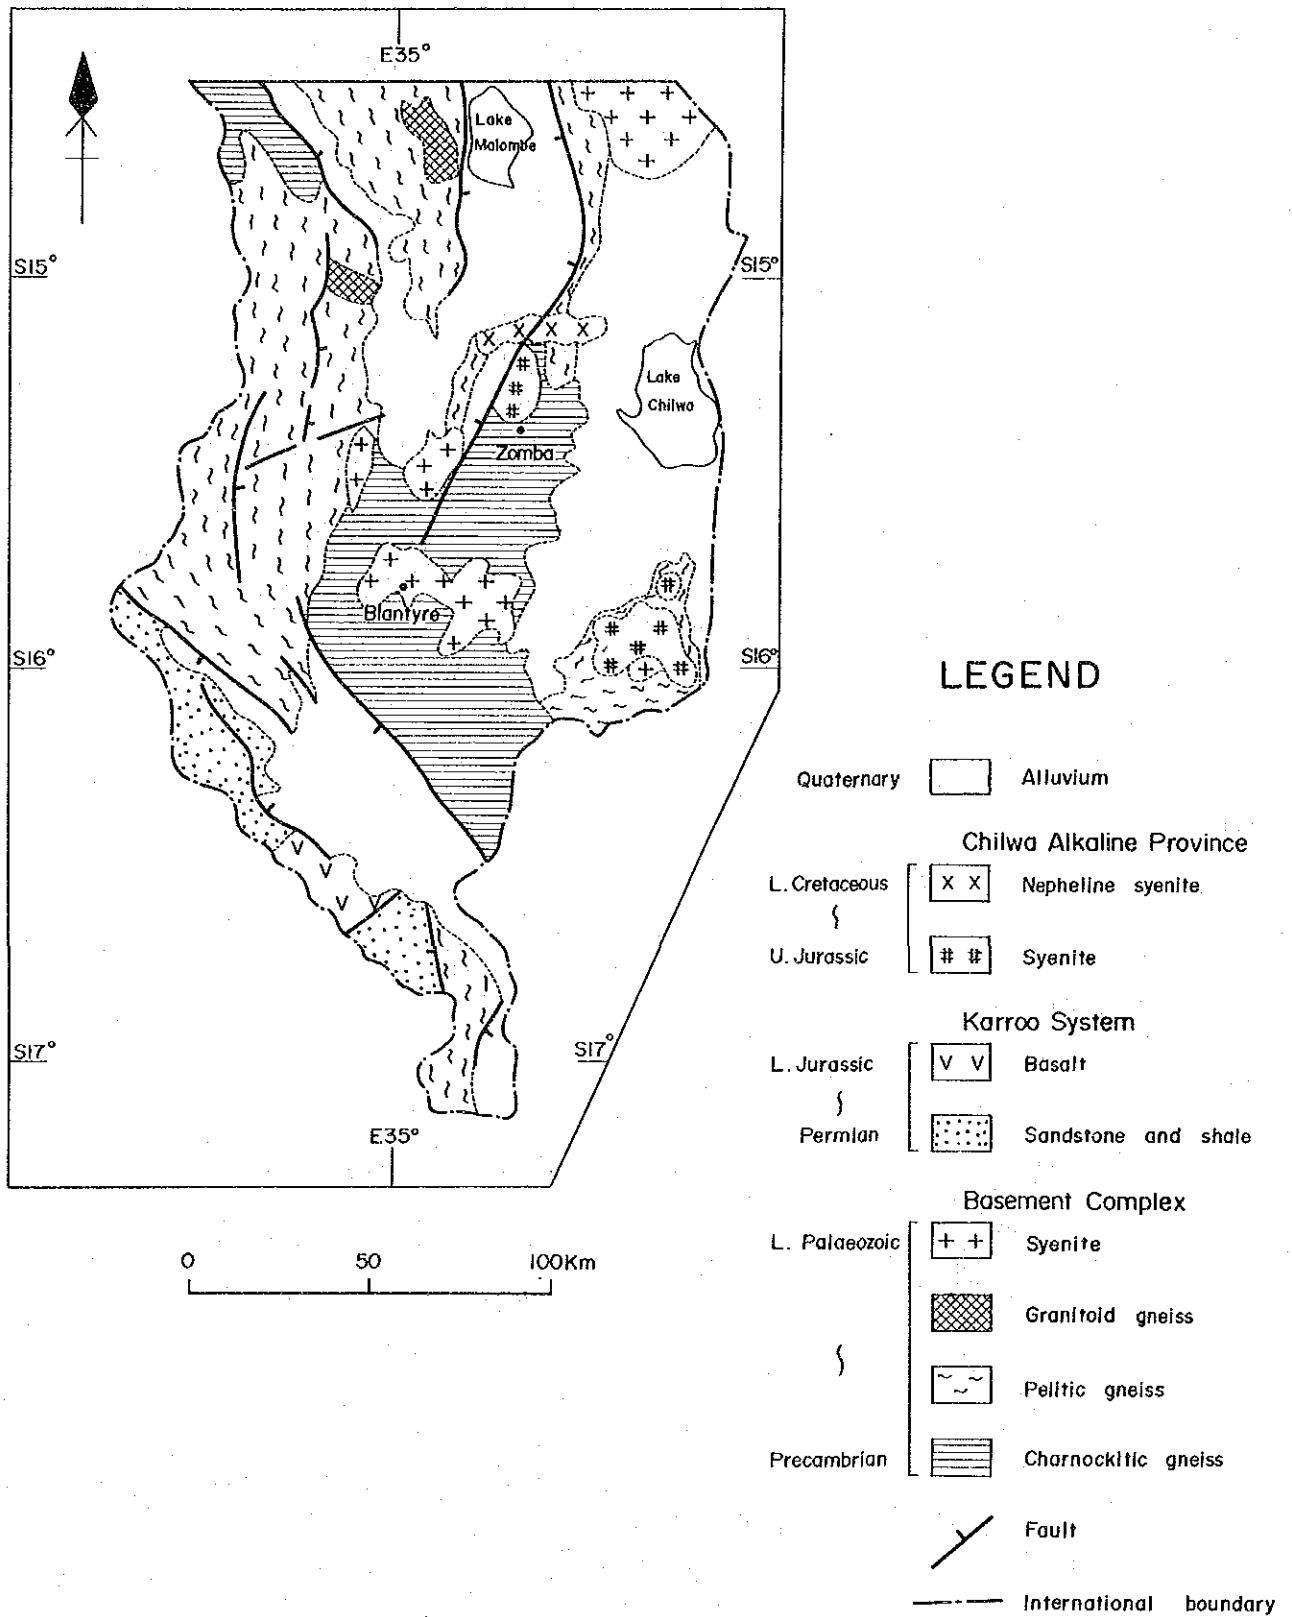 E35°
Lake
Malombe
S15°
S15°
Lake
Chilwa
Zomba
Blantyre
S16°
S16°
S17°
S17°
E35°
0 50 100Km
LEGEND
Quaternary Alluvium
Chilwa Alkaline Province
L. Cretaceous X X Nepheline syenite
U. Jurassic # # Syenite
Karroo System
L. Jurassic V V Basalt
Permian Sandstone and shale
Basement Complex
L. Palaeozoic + + Syenite
Granitoid gneiss
Pelitic gneiss
Precambrian Charnockitic gneiss
Fault
International boundary